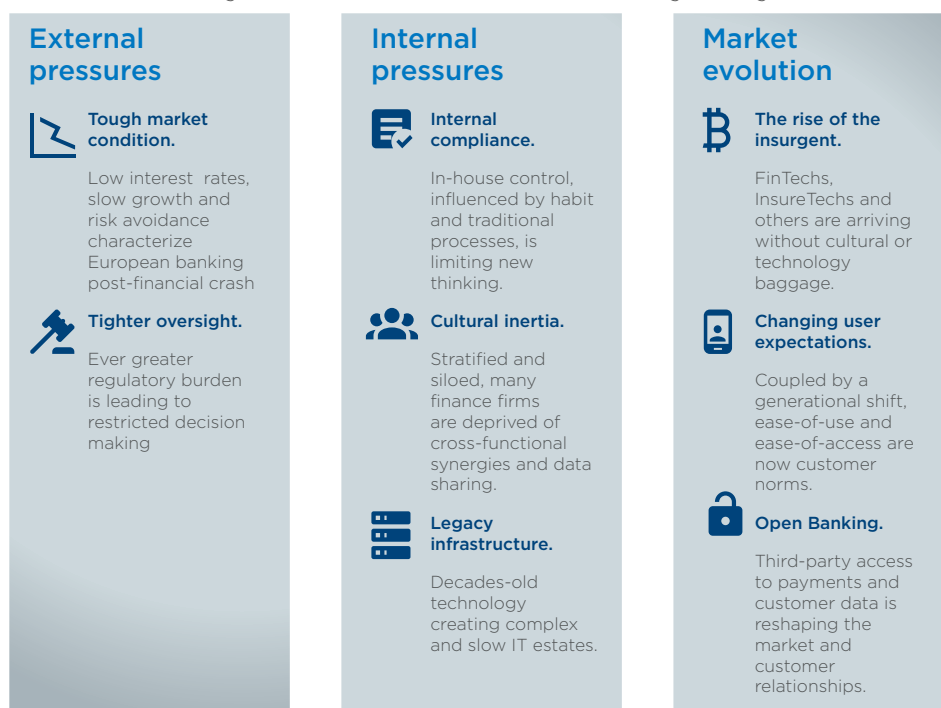 External
pressures
Tough market
condition.
Low interest rates,
slow growth and
risk avoidance
characterize
European banking
post-financial crash
Tighter oversight.
Ever greater
regulatory burden
is leading to
restricted decision
making
Internal
pressures
Internal
compliance.
In-house control,
influenced by habit
and traditional
processes, is
limiting new
thinking.
Cultural inertia.
Stratified and
siloed, many
finance firms
are deprived of
cross-functional
synergies and data
sharing.
Legacy
infrastructure.
Decades-old
technology
creating complex
and slow IT estates.
Market
evolution
The rise of the
insurgent.
FinTechs,
InsureTechs and
others are arriving
without cultural or
technology
baggage.
Changing user
expectations.
Coupled by a
generational shift,
ease-of-use and
ease-of-access are
now customer
norms.
Open Banking.
Third-party access
to payments and
customer data is
reshaping the
market and
customer
relationships.